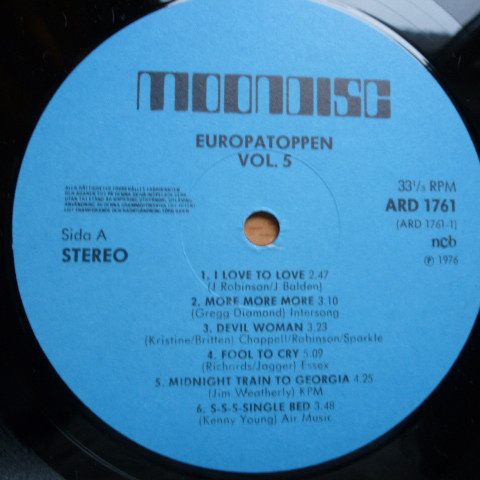 MOONDISC
EUROPATOPPEN
VOL. 5
33⅓ RPM
ARD 1761
(ARD 1761-1)
ncb
℗ 1976
Sida A
STEREO
1. I LOVE TO LOVE 2.47
(J Robinson/J Balden)
2. MORE MORE MORE 3.10
(Gregg Diamond) Intersong
3. DEVIL WOMAN 3.23
(Kristine/Britten) Chappell/Robinson/Sparkle
4. FOOL TO CRY 5.09
(Richards/Jagger) Essex
5. MIDNIGHT TRAIN TO GEORGIA 4.25
(Jim Weatherly) KPM
6. S-S-S-SINGLE BED 3.48
(Kenny Young) Air Music